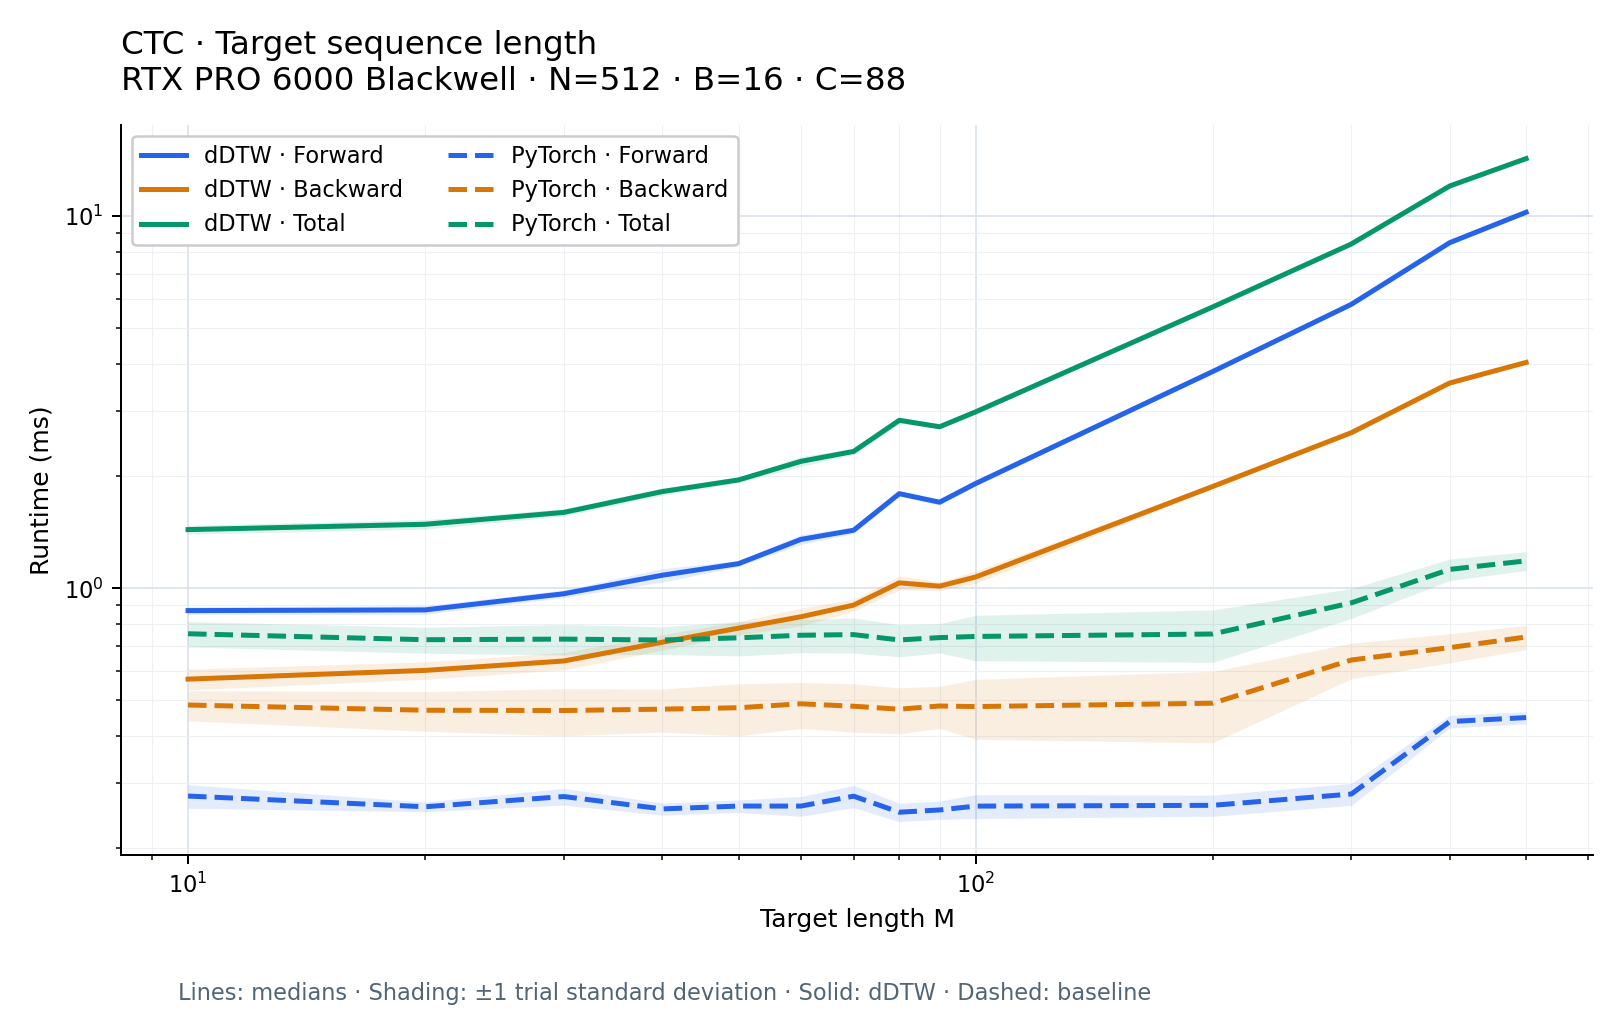 CTC · Target sequence length
RTX PRO 6000 Blackwell · N=512 · B=16 · C=88
dDTW · Forward
dDTW · Backward
dDTW · Total
PyTorch · Forward
PyTorch · Backward
PyTorch · Total
10¹
10⁰
Runtime (ms)
10¹
10²
Target length M
Lines: medians · Shading: ±1 trial standard deviation · Solid: dDTW · Dashed: baseline